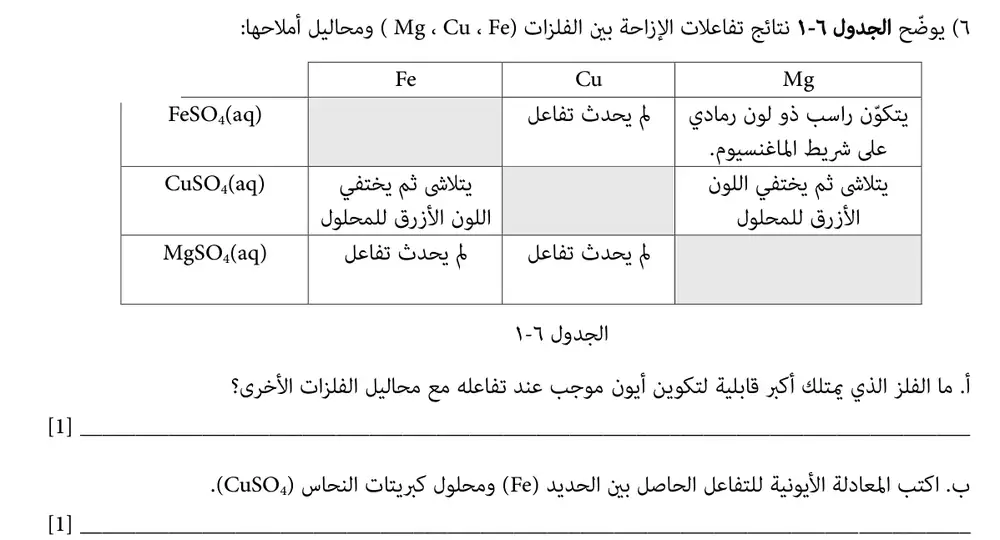 ٦) يوضّح الجدول ٦-١ نتائج تفاعلات الإزاحة بين الفلزات (Mg ، Cu ، Fe ) ومحاليل أملاحها:
Fe Cu Mg
FeSO₄(aq) لم يحدث تفاعل يتكوّن راسب ذو لون رمادي
على شريط الماغنسيوم.
CuSO₄(aq) يتلاشى ثم يختفي يتلاشى ثم يختفي اللون
اللون الأزرق للمحلول الأزرق للمحلول
MgSO₄(aq) لم يحدث تفاعل لم يحدث تفاعل
الجدول ٦-١
أ. ما الفلز الذي يمتلك أكبر قابلية لتكوين أيون موجب عند تفاعله مع محاليل الفلزات الأخرى؟
[1]
ب. اكتب المعادلة الأيونية للتفاعل الحاصل بين الحديد (Fe) ومحلول كبريتات النحاس (CuSO₄).
[1]